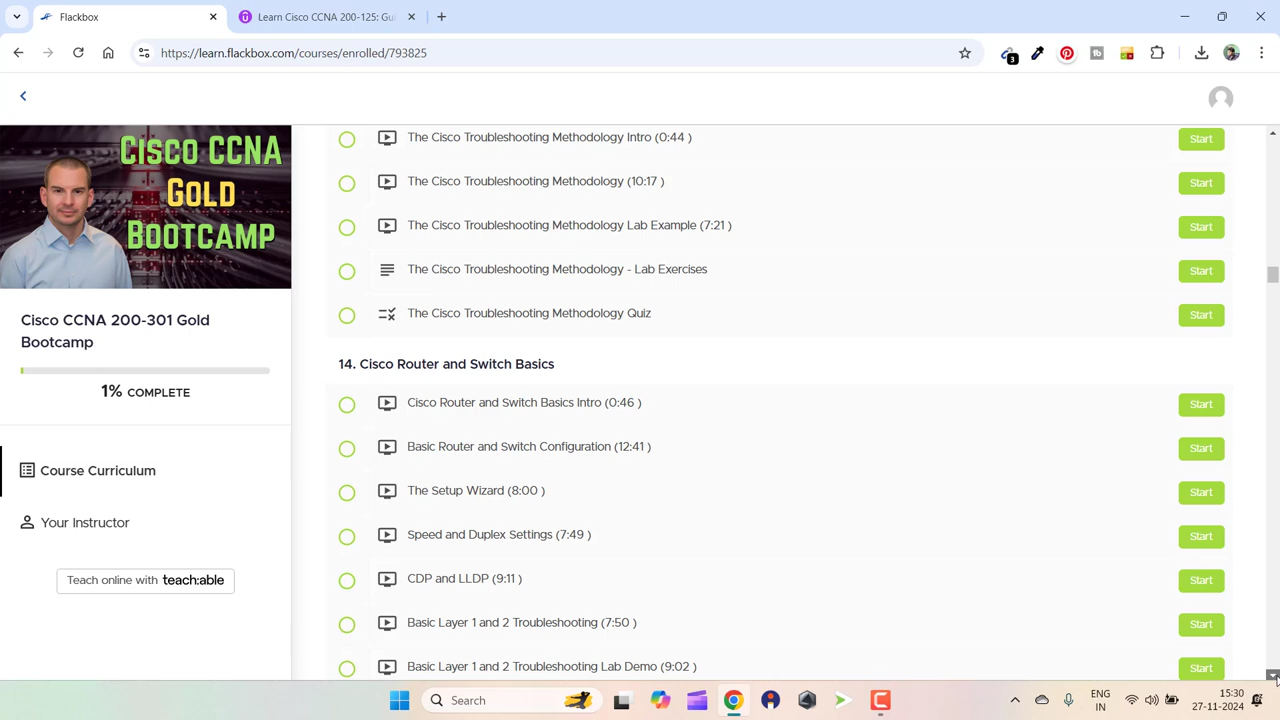 Flackbox
Learn Cisco CCNA 200-125: Gu
https://learn.flackbox.com/courses/enrolled/793825
3
CISCO CCNA
GOLD
BOOTCAMP
Cisco CCNA 200-301 Gold
Bootcamp
1% COMPLETE
Course Curriculum
Your Instructor
Teach online with teach:able
The Cisco Troubleshooting Methodology Intro (0:44 )
Start
The Cisco Troubleshooting Methodology (10:17 )
Start
The Cisco Troubleshooting Methodology Lab Example (7:21 )
Start
The Cisco Troubleshooting Methodology - Lab Exercises
Start
The Cisco Troubleshooting Methodology Quiz
Start
14. Cisco Router and Switch Basics
Cisco Router and Switch Basics Intro (0:46 )
Start
Basic Router and Switch Configuration (12:41 )
Start
The Setup Wizard (8:00 )
Start
Speed and Duplex Settings (7:49 )
Start
CDP and LLDP (9:11 )
Start
Basic Layer 1 and 2 Troubleshooting (7:50 )
Start
Basic Layer 1 and 2 Troubleshooting Lab Demo (9:02 )
Start
Search
ENG
IN
15:30
27-11-2024